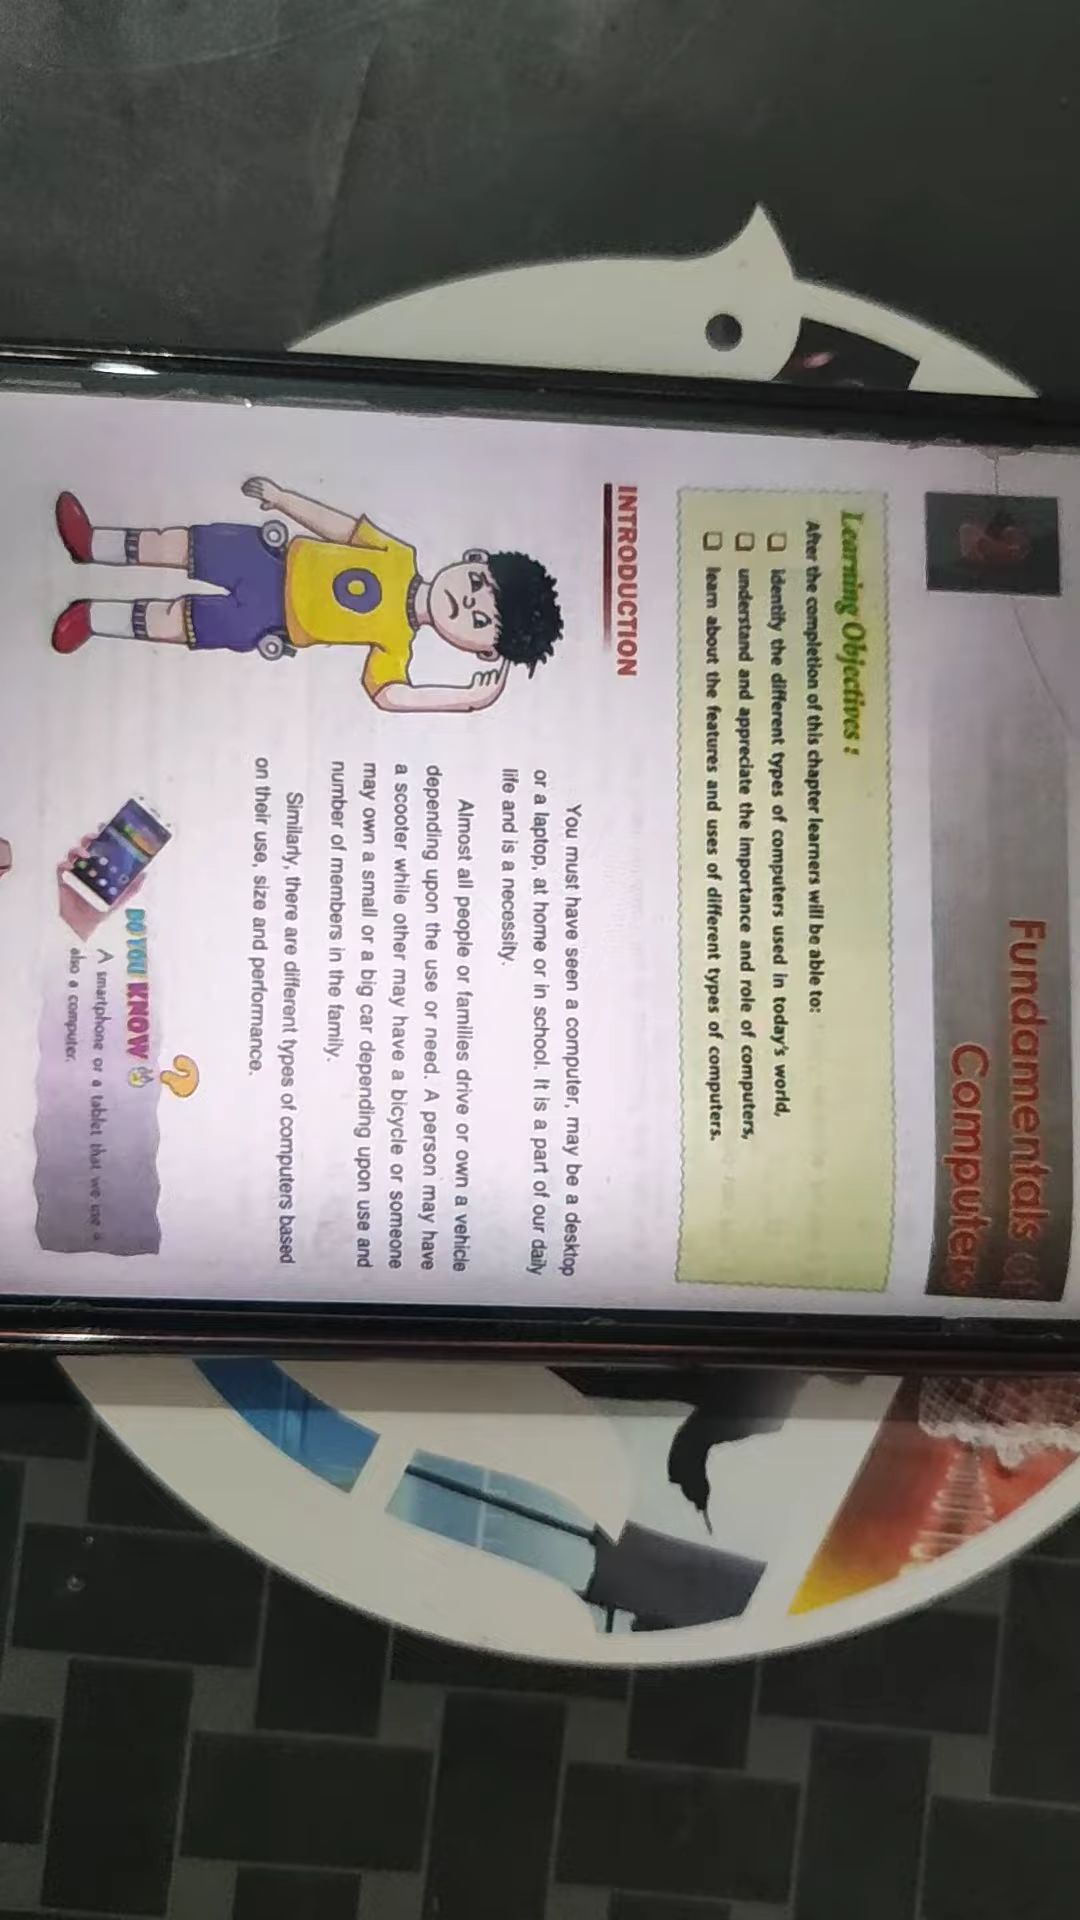 Fundamentals of
Computers
Learning Objectives :
After the completion of this chapter learners will be able to:
identify the different types of computers used in today's world,
understand and appreciate the importance and role of computers,
learn about the features and uses of different types of computers.
INTRODUCTION
You must have seen a computer, may be a desktop
or a laptop, at home or in school. It is a part of our daily
life and is a necessity.
Almost all people or families drive or own a vehicle
depending upon the use or need. A person may have
a scooter while other may have a bicycle or someone
may own a small or a big car depending upon use and
number of members in the family.
Similarly, there are different types of computers based
on their use, size and performance.
DO YOU KNOW
?
A smartphone or a tablet that we use is
also a computer.